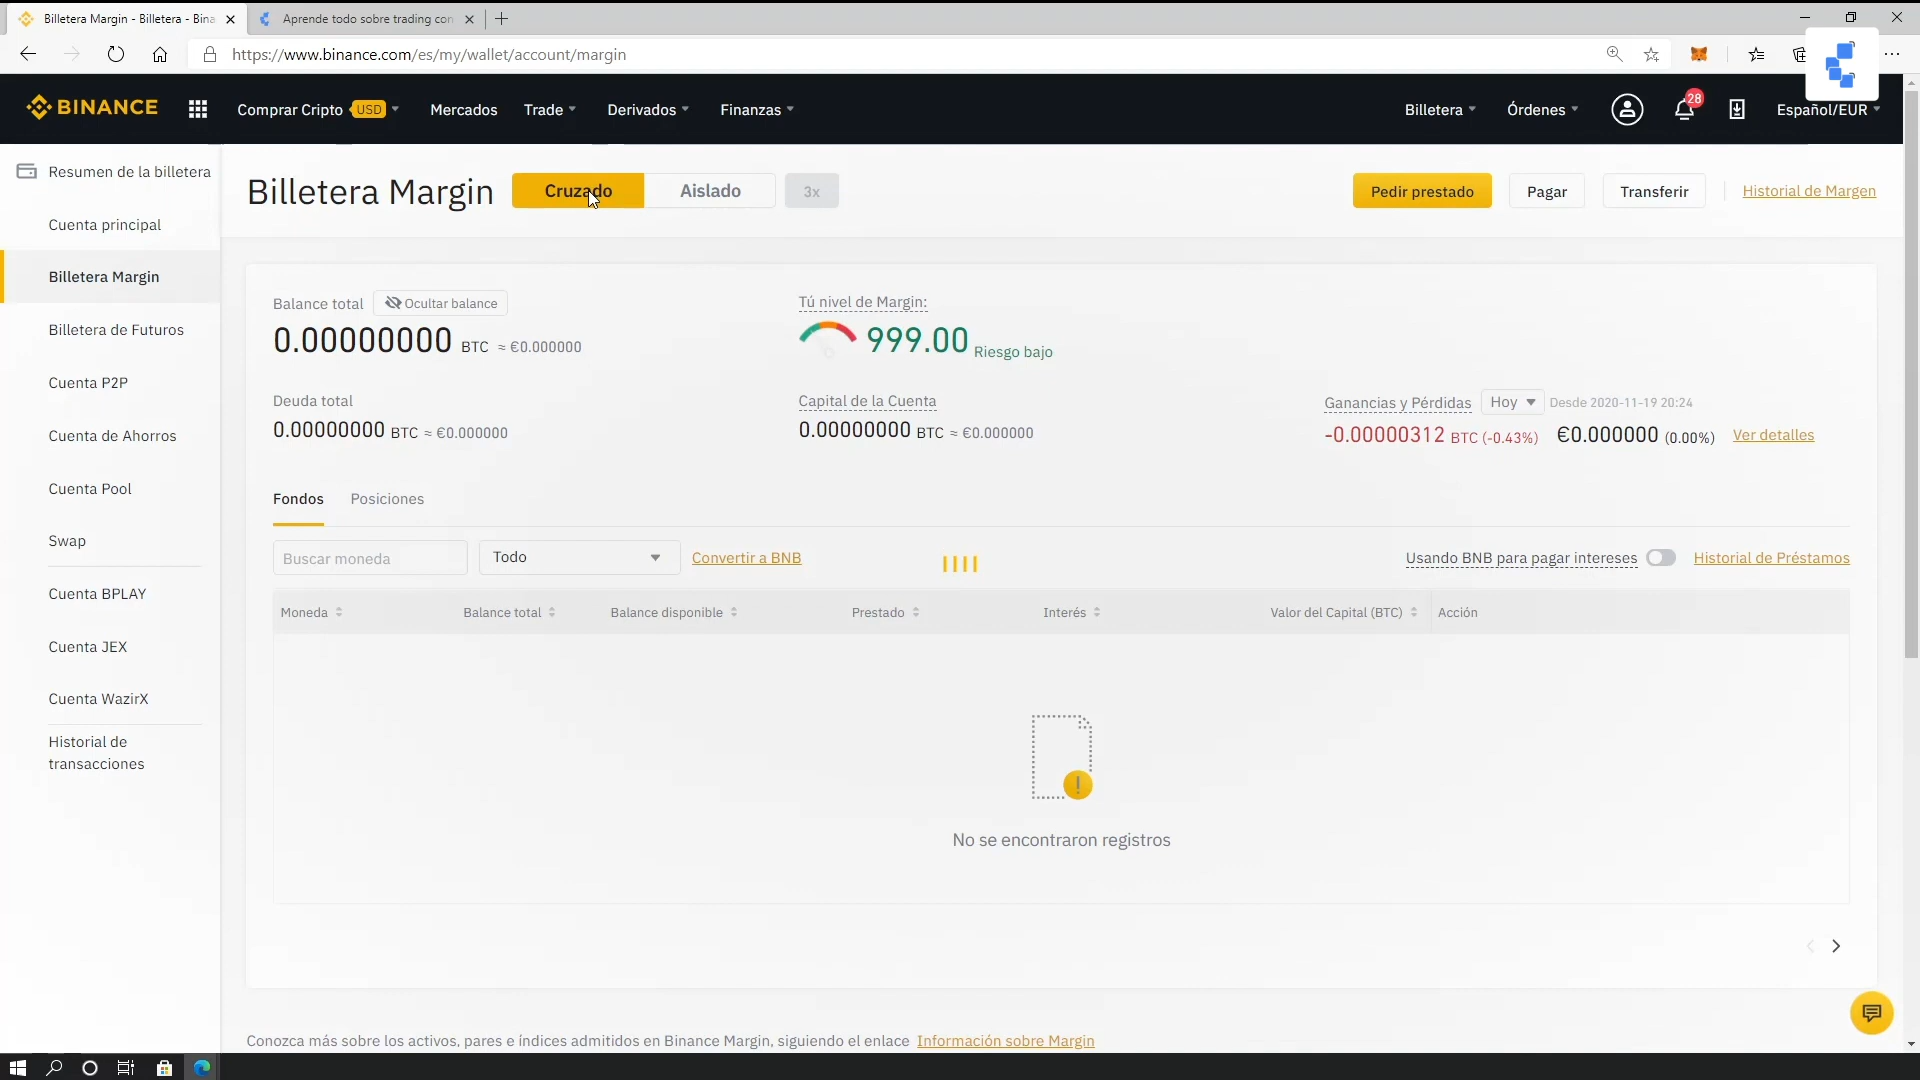 Billetera Margin - Billetera - Bina
Aprende todo sobre trading con
https://www.binance.com/es/my/wallet/account/margin
BINANCE
Comprar Cripto USD
Mercados
Trade
Derivados
Finanzas
Billetera
Órdenes
28
Español/EUR
Resumen de la billetera
Cuenta principal
Billetera Margin
Billetera de Futuros
Cuenta P2P
Cuenta de Ahorros
Cuenta Pool
Swap
Cuenta BPLAY
Cuenta JEX
Cuenta WazirX
Historial de
transacciones
Billetera Margin
Cruzado
Aislado
3x
Pedir prestado
Pagar
Transferir
Historial de Margen
Balance total
Ocultar balance
0.00000000 BTC ≈ €0.000000
Tú nivel de Margin:
999.00 Riesgo bajo
Deuda total
0.00000000 BTC ≈ €0.000000
Capital de la Cuenta
0.00000000 BTC ≈ €0.000000
Ganancias y Pérdidas
Hoy
Desde 2020-11-19 20:24
-0.00000312 BTC (-0.43%) €0.000000 (0.00%) Ver detalles
Fondos
Posiciones
Buscar moneda
Todo
Convertir a BNB
Usando BNB para pagar intereses
Historial de Préstamos
Moneda
Balance total
Balance disponible
Prestado
Interés
Valor del Capital (BTC)
Acción
No se encontraron registros
Conozca más sobre los activos, pares e índices admitidos en Binance Margin, siguiendo el enlace Información sobre Margin